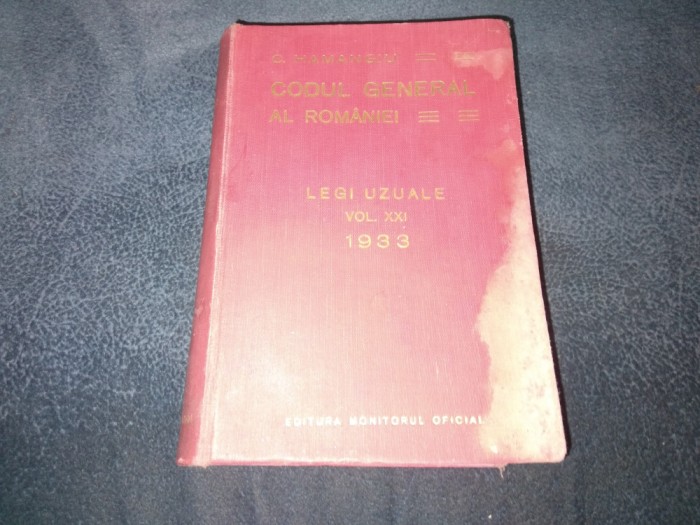 C. HAMANGIU
CODUL GENERAL
AL ROMÂNIEI
LEGI UZUALE
VOL. XXI
1933
EDITURA MONITORUL OFICIAL